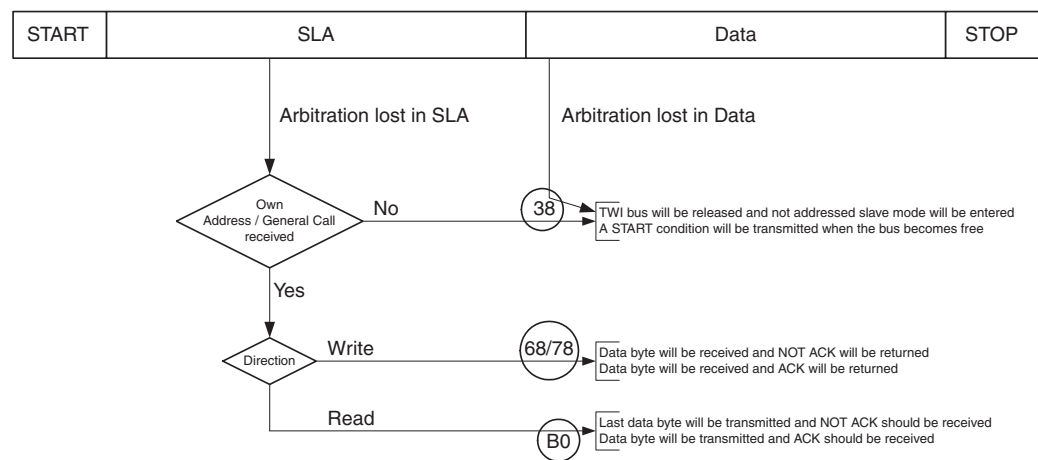 START SLA Data STOP
Arbitration lost in SLA Arbitration lost in Data
Own
Address / General Call
received
No
38
TWI bus will be released and not addressed slave mode will be entered
A START condition will be transmitted when the bus becomes free
Yes
Direction
Write
68/78
Data byte will be received and NOT ACK will be returned
Data byte will be received and ACK will be returned
Read
B0
Last data byte will be transmitted and NOT ACK should be received
Data byte will be transmitted and ACK should be received